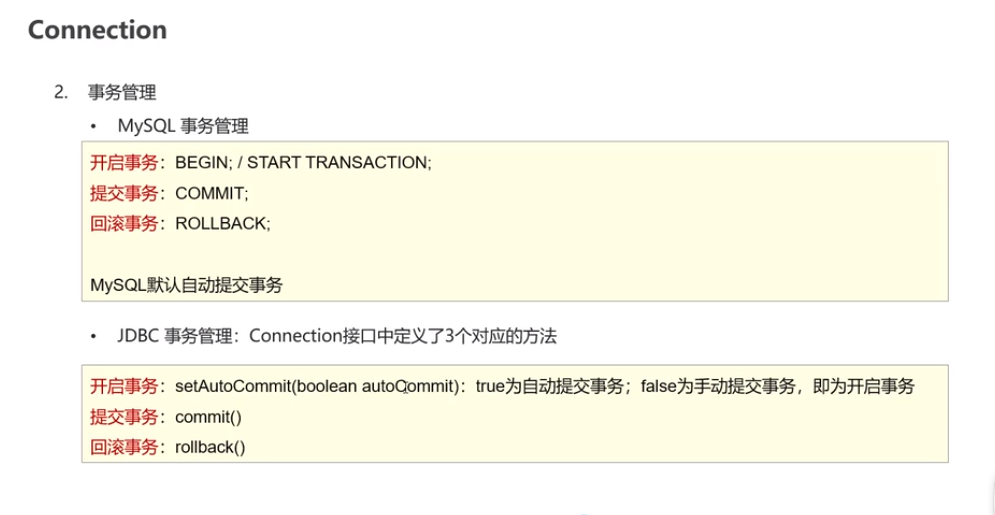 Connection
2. 事务管理
• MySQL 事务管理
开启事务：BEGIN; / START TRANSACTION;
提交事务：COMMIT;
回滚事务：ROLLBACK;
MySQL默认自动提交事务
• JDBC 事务管理：Connection接口中定义了3个对应的方法
开启事务：setAutoCommit(boolean autoCommit)：true为自动提交事务；false为手动提交事务，即为开启事务
提交事务：commit()
回滚事务：rollback()